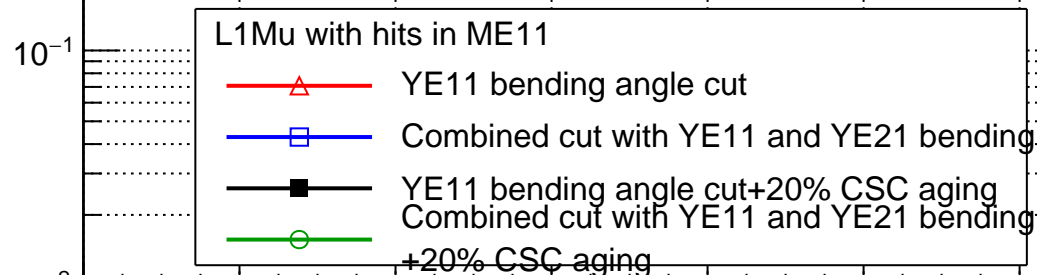 L1Mu with hits in ME11
10⁻¹
YE11 bending angle cut
Combined cut with YE11 and YE21 bending
YE11 bending angle cut+20% CSC aging
Combined cut with YE11 and YE21 bending
+20% CSC aging